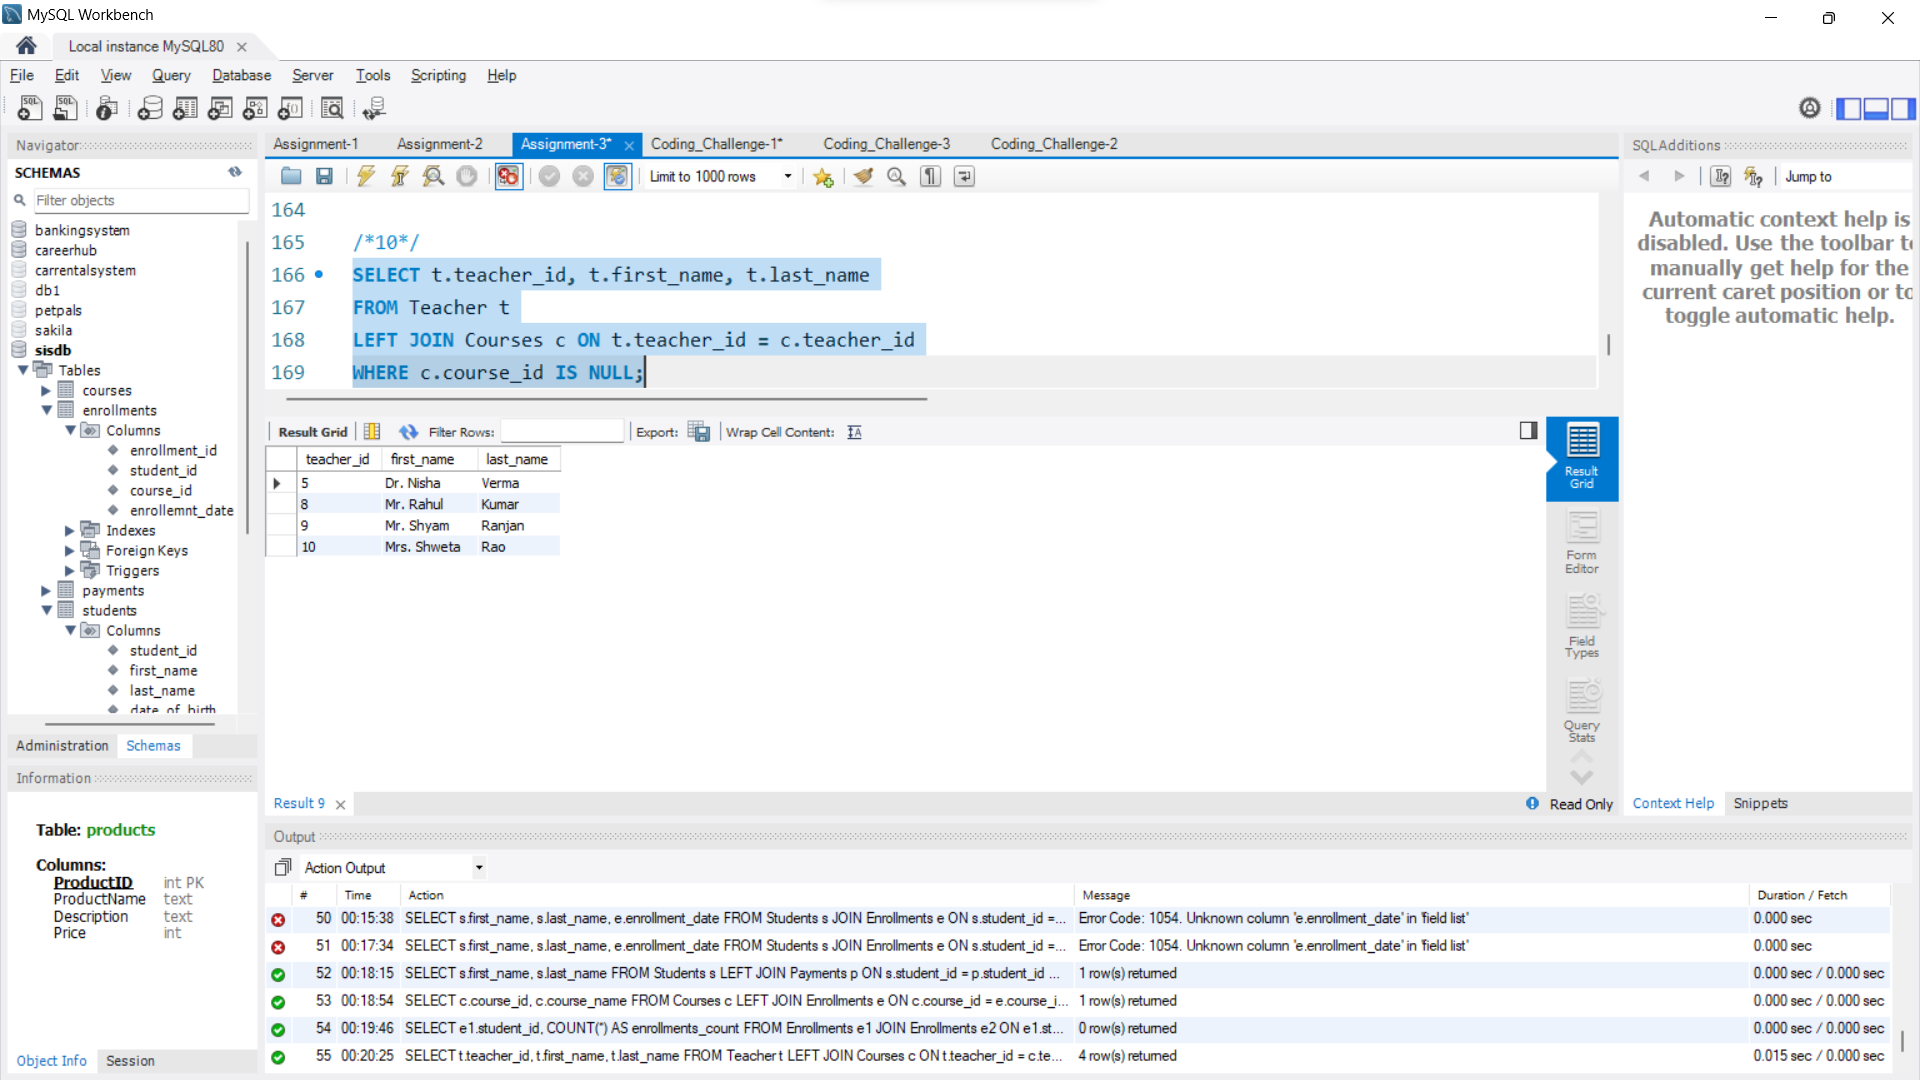 MySQL Workbench
Local instance MySQL80
File Edit View Query Database Server Tools Scripting Help
Navigator
SCHEMAS
Filter objects
bankingsystem
careerhub
carrentalsystem
db1
petpals
sakila
sisdb
Tables
courses
enrollments
Columns
enrollment_id
student_id
course_id
enrollemnt_date
Indexes
Foreign Keys
Triggers
payments
students
Columns
student_id
first_name
last_name
date_of_birth
Administration Schemas
Information
Table: products
Columns:
ProductID int PK
ProductName text
Description text
Price int
Object Info Session
Assignment-1 Assignment-2 Assignment-3* Coding_Challenge-1* Coding_Challenge-3 Coding_Challenge-2
Limit to 1000 rows
164
165 /*10*/
166 SELECT t.teacher_id, t.first_name, t.last_name
167 FROM Teacher t
168 LEFT JOIN Courses c ON t.teacher_id = c.teacher_id
169 WHERE c.course_id IS NULL;
Result Grid Filter Rows: Export: Wrap Cell Content:
teacher_id first_name last_name
5 Dr. Nisha Verma
8 Mr. Rahul Kumar
9 Mr. Shyam Ranjan
10 Mrs. Shweta Rao
Result Grid
Form Editor
Field Types
Query Stats
Result 9
Read Only
SQLAdditions
Jump to
Automatic context help is
disabled. Use the toolbar t
manually get help for the
current caret position or to
toggle automatic help.
Context Help Snippets
Output
Action Output
# Time Action Message Duration / Fetch
50 00:15:38 SELECT s.first_name, s.last_name, e.enrollment_date FROM Students s JOIN Enrollments e ON s.student_id =... Error Code: 1054. Unknown column 'e.enrollment_date' in 'field list' 0.000 sec
51 00:17:34 SELECT s.first_name, s.last_name, e.enrollment_date FROM Students s JOIN Enrollments e ON s.student_id =... Error Code: 1054. Unknown column 'e.enrollment_date' in 'field list' 0.000 sec
52 00:18:15 SELECT s.first_name, s.last_name FROM Students s LEFT JOIN Payments p ON s.student_id = p.student_id ... 1 row(s) returned 0.000 sec / 0.000 sec
53 00:18:54 SELECT c.course_id, c.course_name FROM Courses c LEFT JOIN Enrollments e ON c.course_id = e.course_i... 1 row(s) returned 0.000 sec / 0.000 sec
54 00:19:46 SELECT e1.student_id, COUNT(*) AS enrollments_count FROM Enrollments e1 JOIN Enrollments e2 ON e1.st... 0 row(s) returned 0.000 sec / 0.000 sec
55 00:20:25 SELECT t.teacher_id, t.first_name, t.last_name FROM Teacher t LEFT JOIN Courses c ON t.teacher_id = c.te... 4 row(s) returned 0.015 sec / 0.000 sec